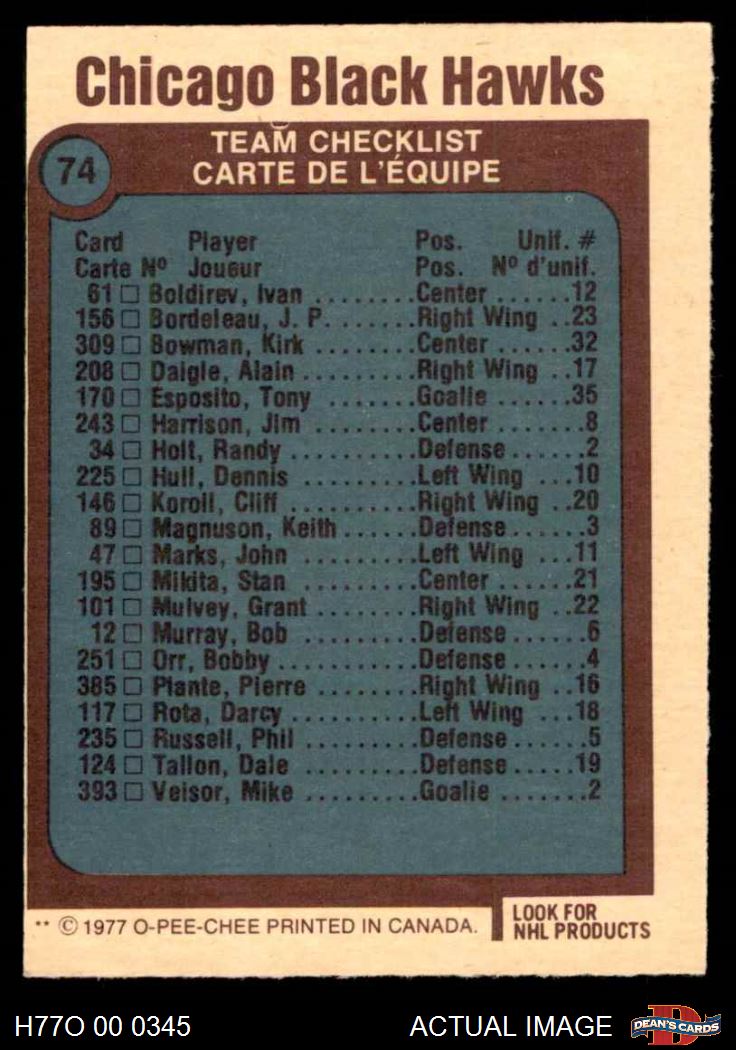 Chicago Black Hawks
74
TEAM CHECKLIST
CARTE DE L'ÉQUIPE
Card Player Pos. Unif. #
Carte Nº Joueur Pos. Nº d'unif.
61 □ Boldirev, Ivan ........Center ......12
156 □ Bordeleau, J. P. .......Right Wing ..23
309 □ Bowman, Kirk ........Center ......32
208 □ Daigle, Alain .........Right Wing ..17
170 □ Esposito, Tony .......Goalie ......35
243 □ Harrison, Jim ........Center .......8
34 □ Holt, Randy ..........Defense ......2
225 □ Hull, Dennis .........Left Wing ...10
146 □ Koroll, Cliff ..........Right Wing ..20
89 □ Magnuson, Keith .....Defense ......3
47 □ Marks, John .........Left Wing ...11
195 □ Mikita, Stan .........Center ......21
101 □ Mulvey, Grant .......Right Wing ..22
12 □ Murray, Bob .........Defense ......6
251 □ Orr, Bobby ..........Defense ......4
385 □ Plante, Pierre ........Right Wing ..16
117 □ Rota, Darcy .........Left Wing ...18
235 □ Russell, Phil .........Defense ......5
124 □ Tallon, Dale .........Defense .....19
393 □ Veisor, Mike .........Goalie .......2
** © 1977 O-PEE-CHEE PRINTED IN CANADA.
LOOK FOR
NHL PRODUCTS
H77O 00 0345 ACTUAL IMAGE
D
DEAN'S CARDS